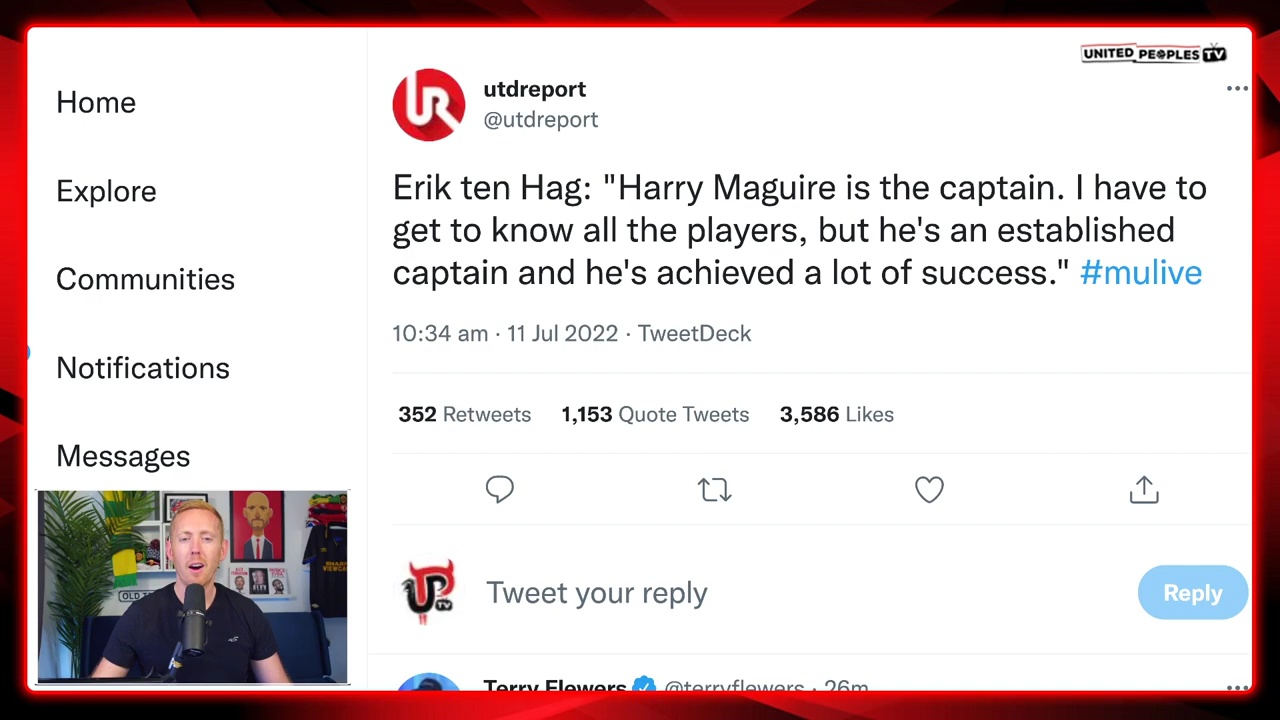 UNITED PEOPLES TV
Home
Explore
Communities
Notifications
Messages
utdreport
@utdreport
Erik ten Hag: "Harry Maguire is the captain. I have to
get to know all the players, but he's an established
captain and he's achieved a lot of success." #mulive
10:34 am · 11 Jul 2022 · TweetDeck
352 Retweets 1,153 Quote Tweets 3,586 Likes
Tweet your reply
Reply
Terry Flewers @terryflewers · 26m
OLD